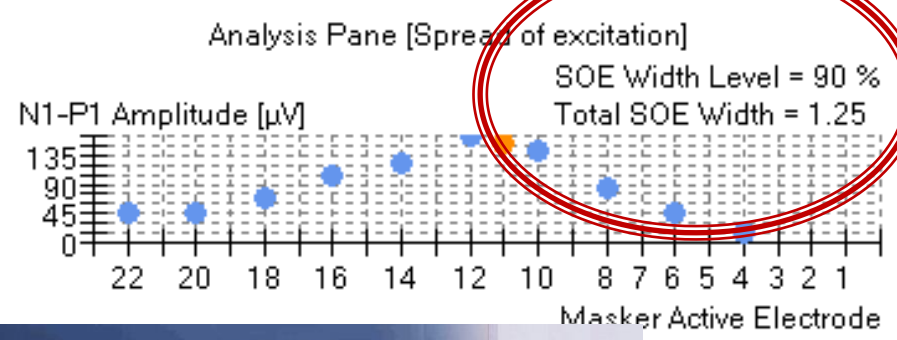 Analysis Pane [Spread of excitation]
SOE Width Level = 90 %
N1-P1 Amplitude [µV]
Total SOE Width = 1.25
135
90
45
0
22 20 18 16 14 12 10 8 7 6 5 4 3 2 1
Masker Active Electrode